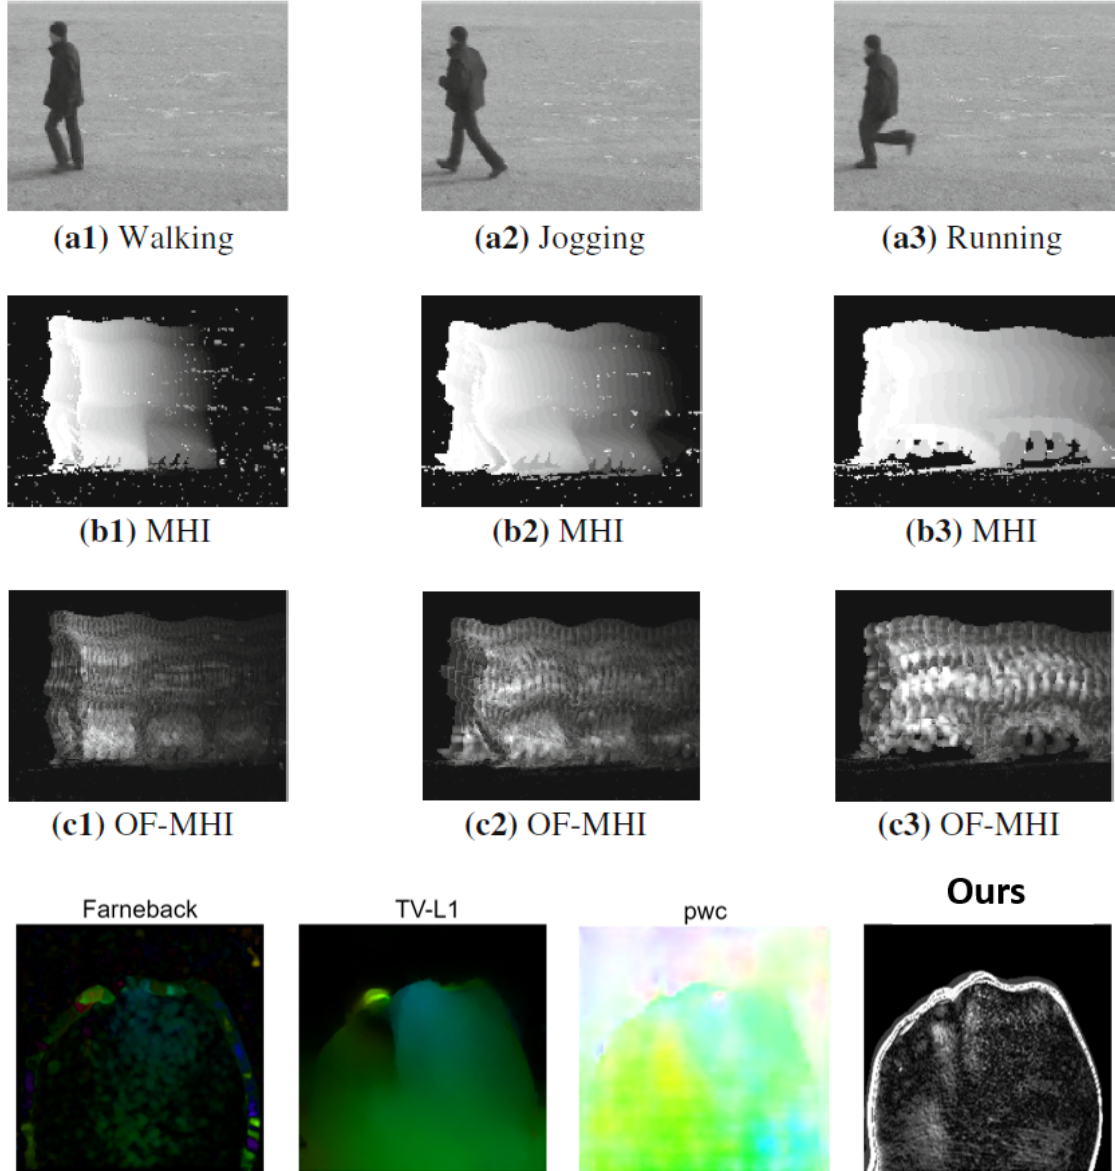 (a1) Walking
(a2) Jogging
(a3) Running
(b1) MHI
(b2) MHI
(b3) MHI
(c1) OF-MHI
(c2) OF-MHI
(c3) OF-MHI
Farneback
TV-L1
pwc
Ours